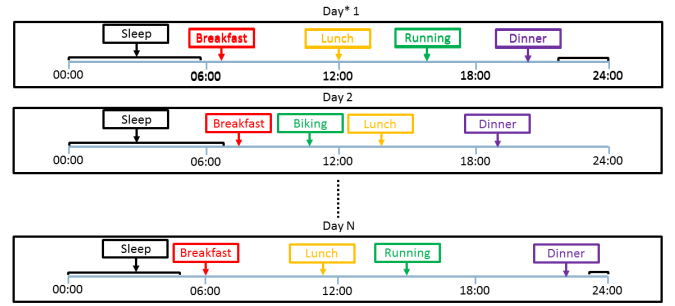 Day* 1
Sleep Breakfast Lunch Running Dinner
00:00 06:00 12:00 18:00 24:00
Day 2
Sleep Breakfast Biking Lunch Dinner
00:00 06:00 12:00 18:00 24:00
Day N
Sleep Breakfast Lunch Running Dinner
00:00 06:00 12:00 18:00 24:00